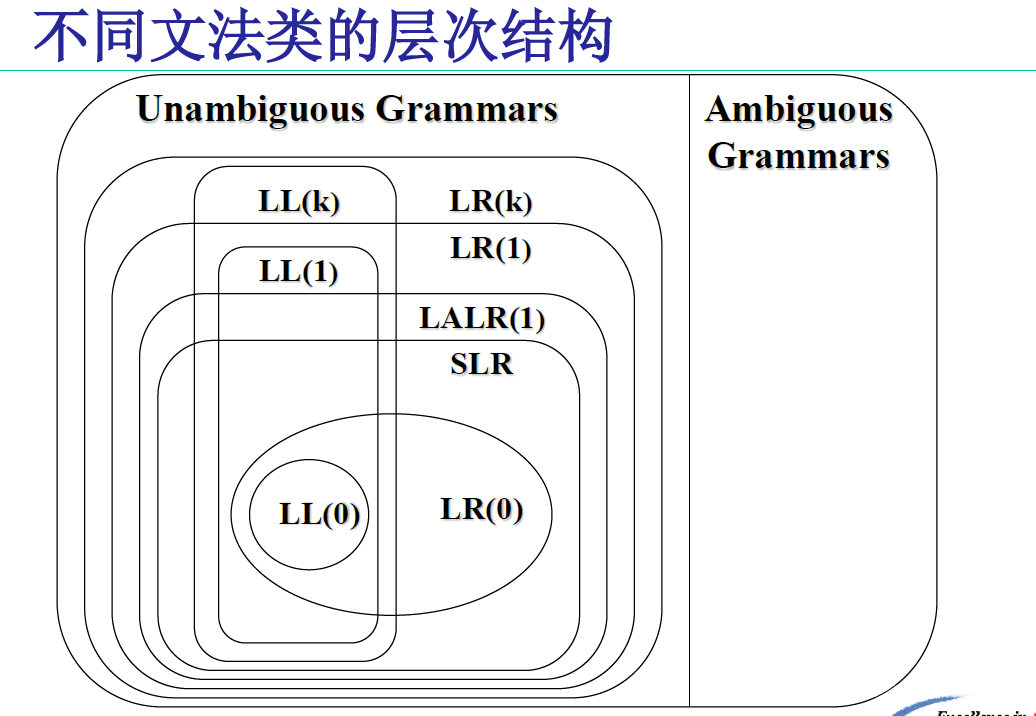 不同文法类的层次结构
Unambiguous Grammars
Ambiguous
Grammars
LL(k)
LR(k)
LR(1)
LL(1)
LALR(1)
SLR
LL(0)
LR(0)